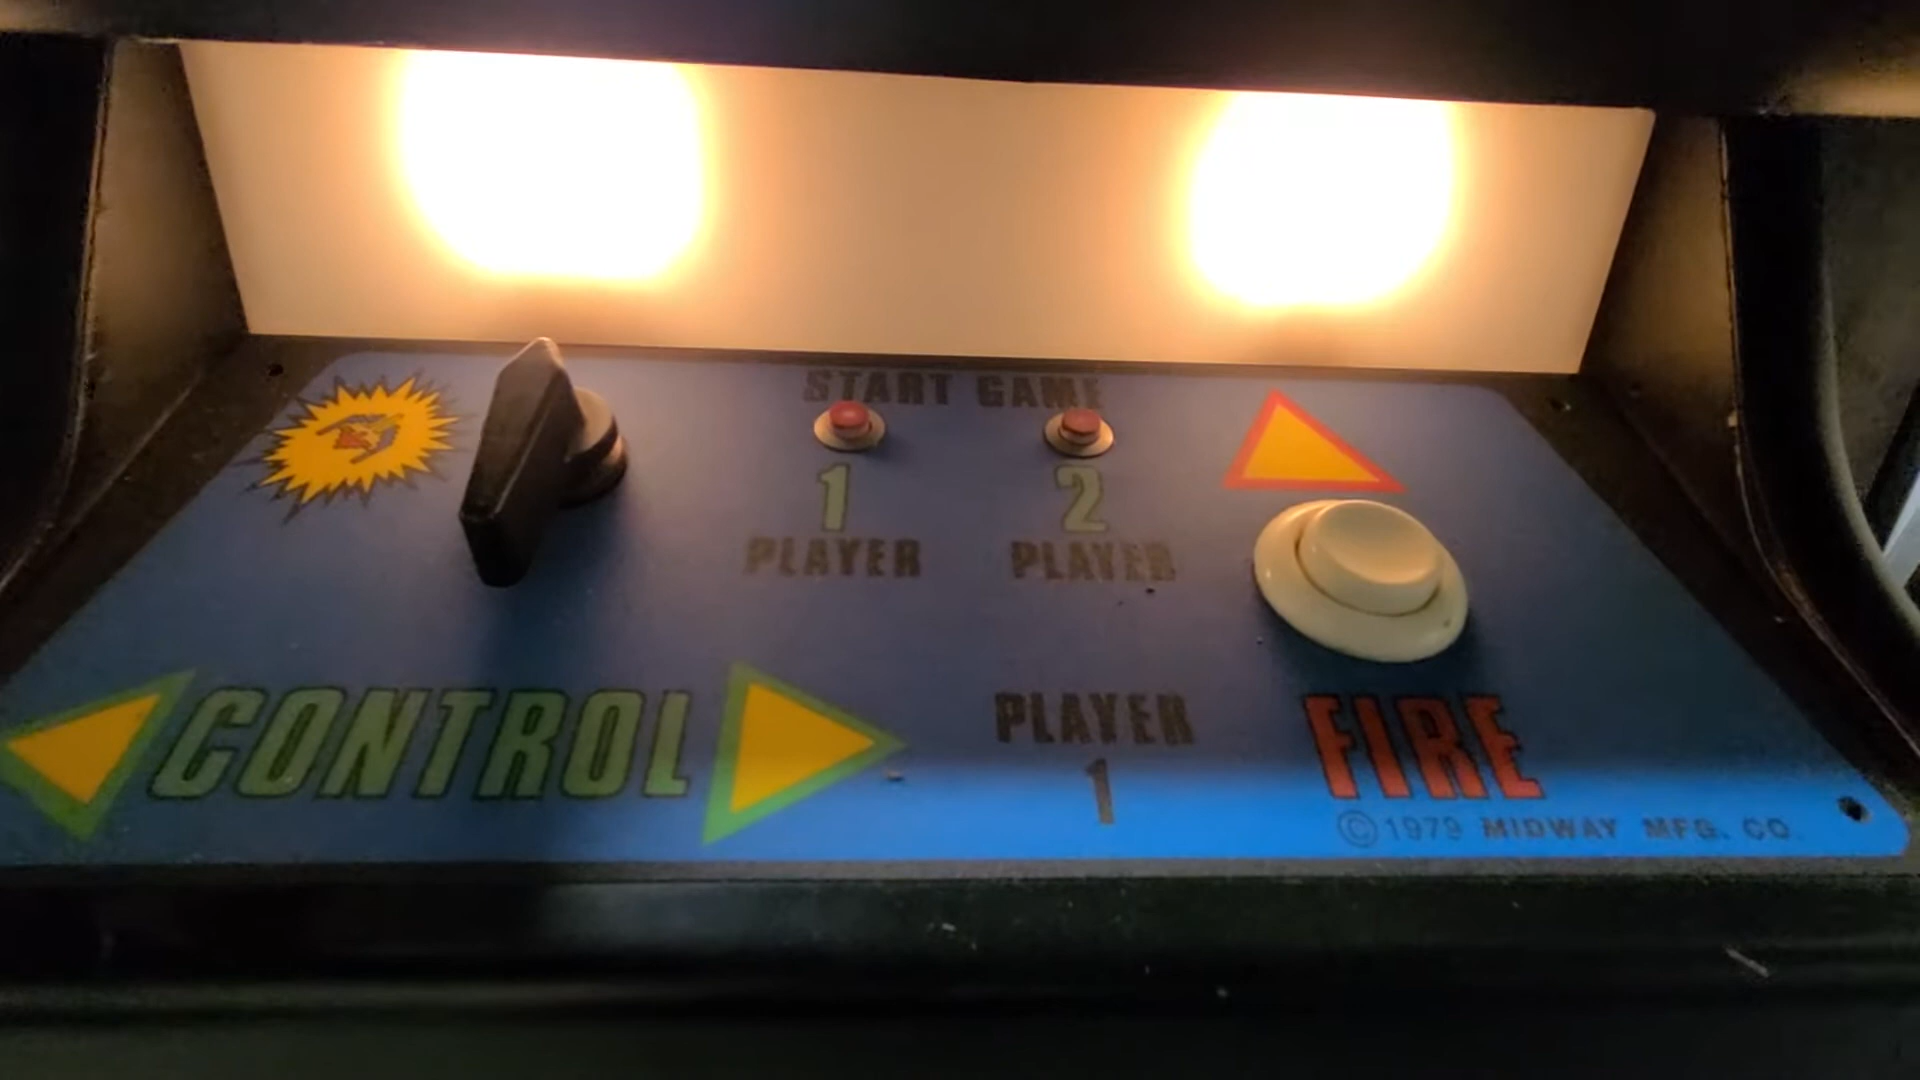 START GAME
1
PLAYER
2
PLAYER
CONTROL
PLAYER
1
FIRE
©1979 MIDWAY MFG. CO.